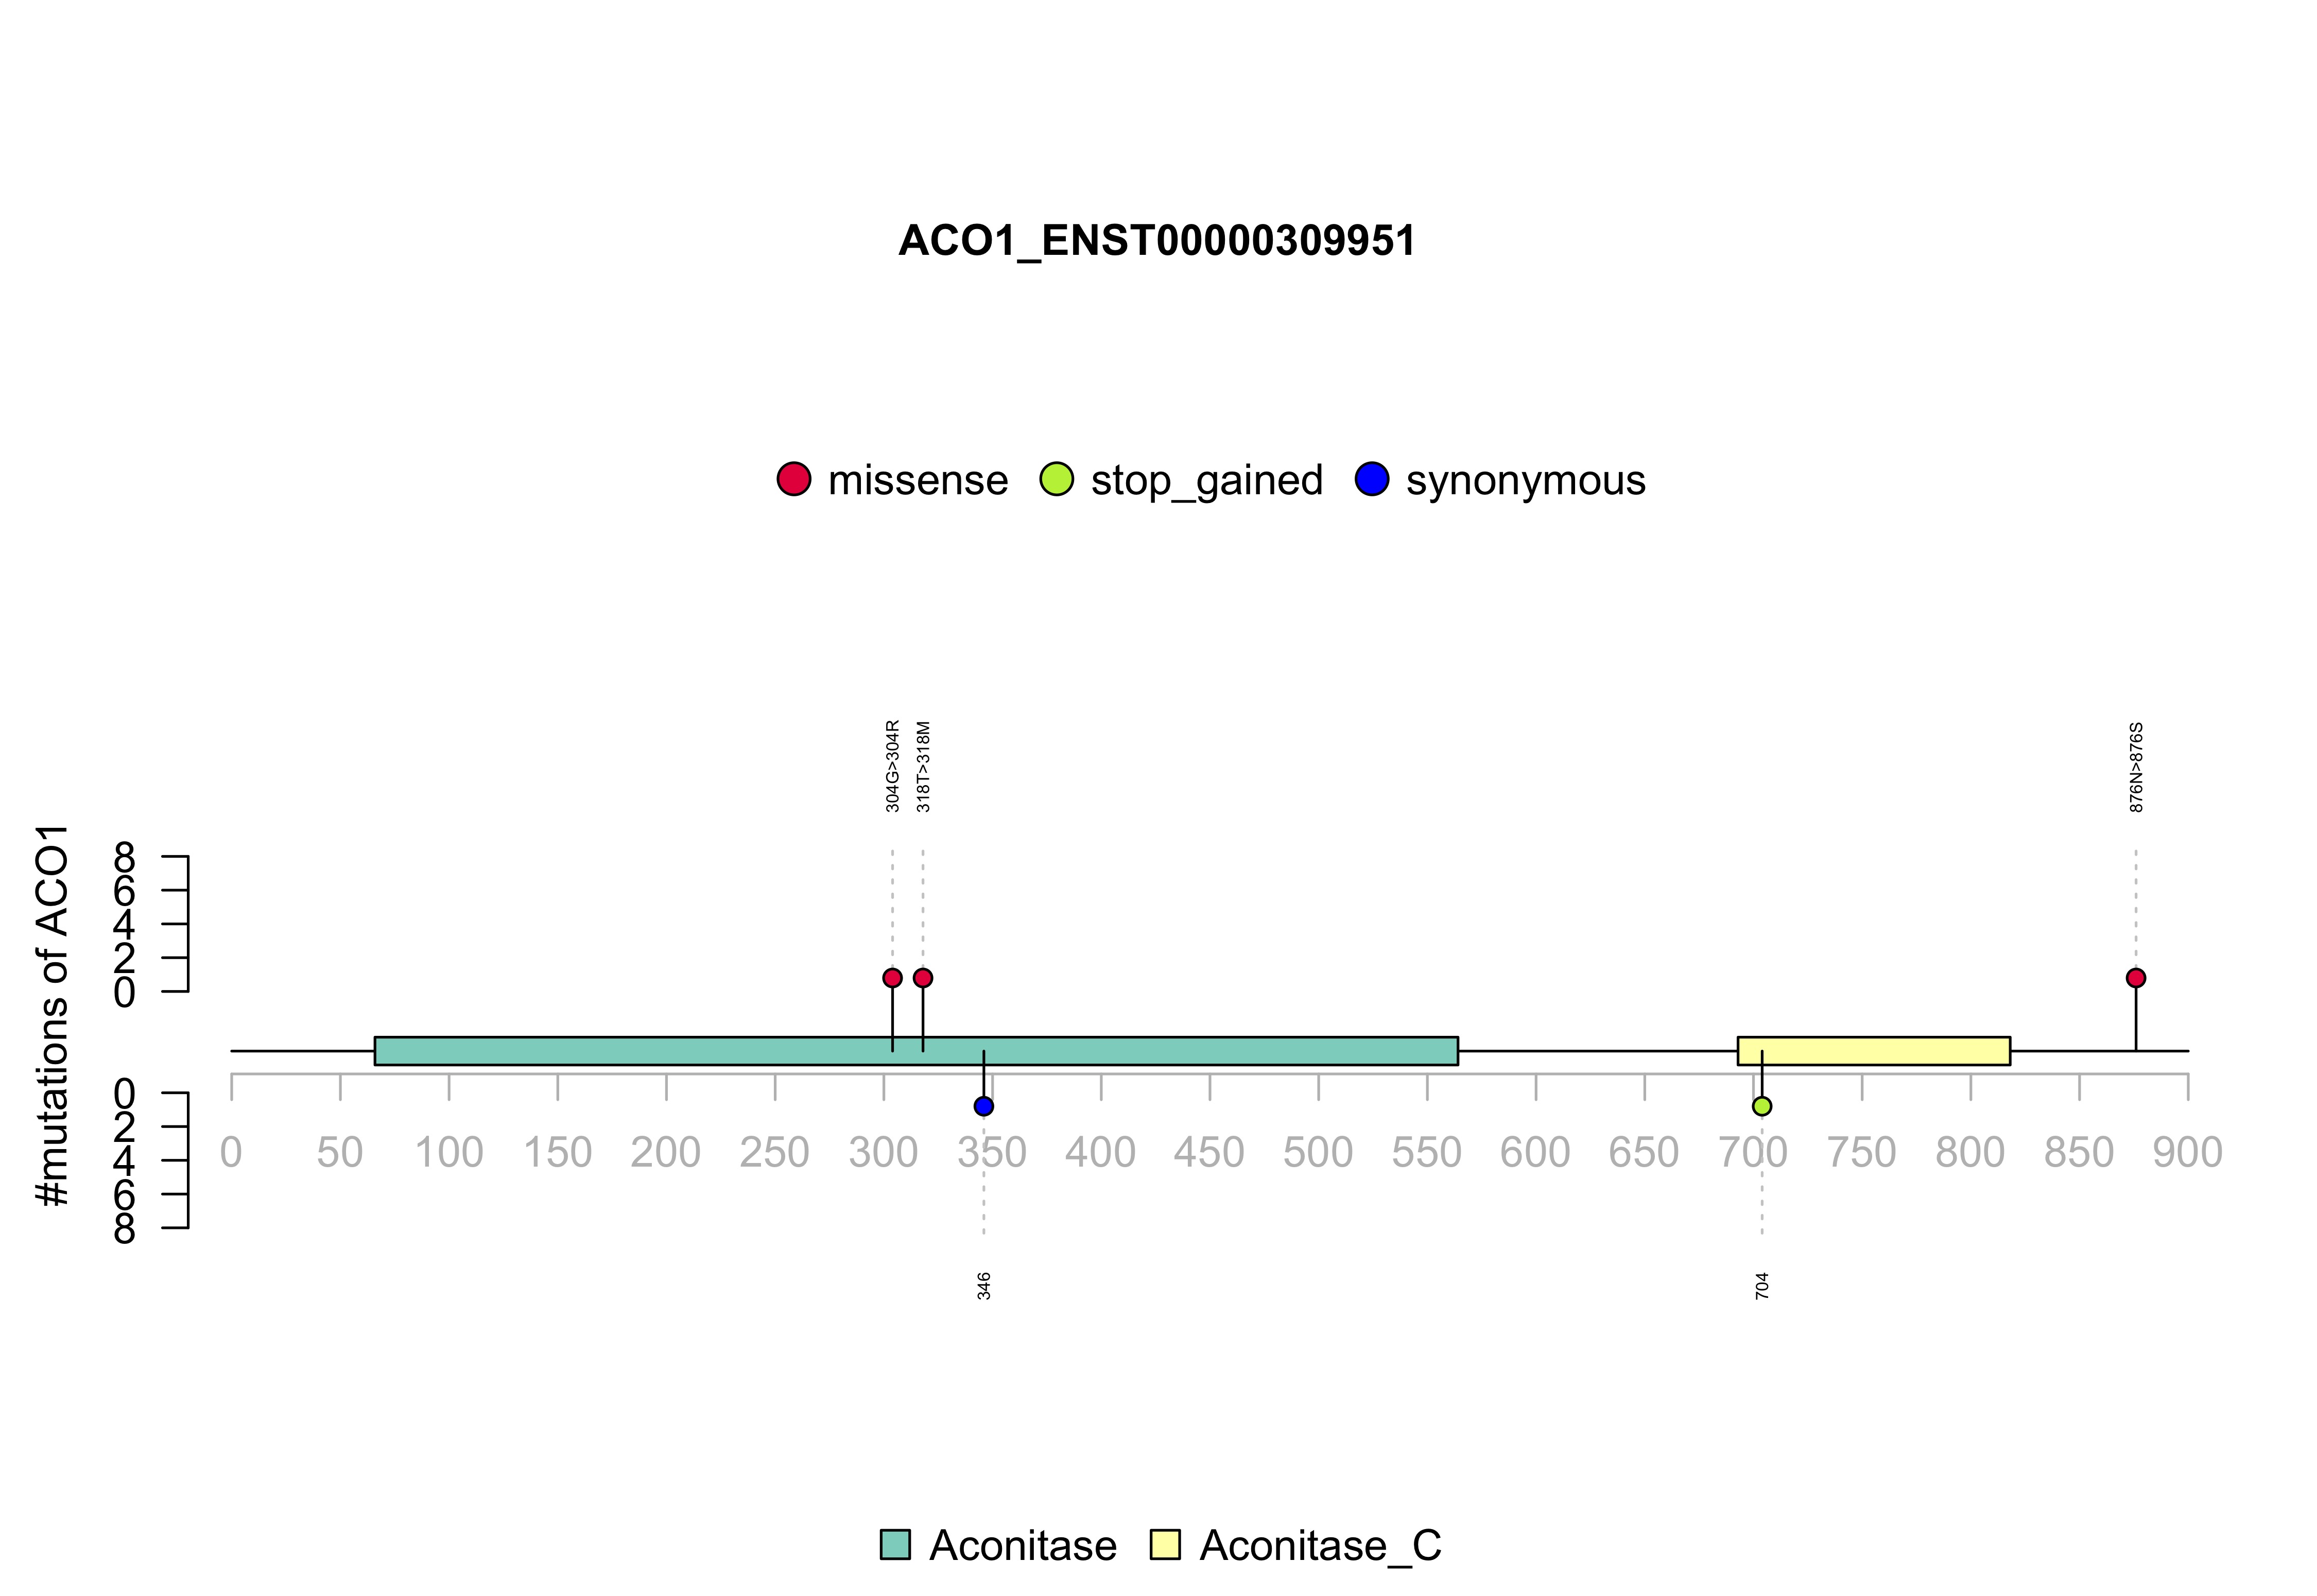 ACO1_ENST00000309951
missense stop_gained synonymous
304G>304R
318T>318M
876N>876S
#mutations of ACO1
8
6
4
2
0
0
2
4
6
8
0 50 100 150 200 250 300 350 400 450 500 550 600 650 700 750 800 850 900
346
704
Aconitase Aconitase_C